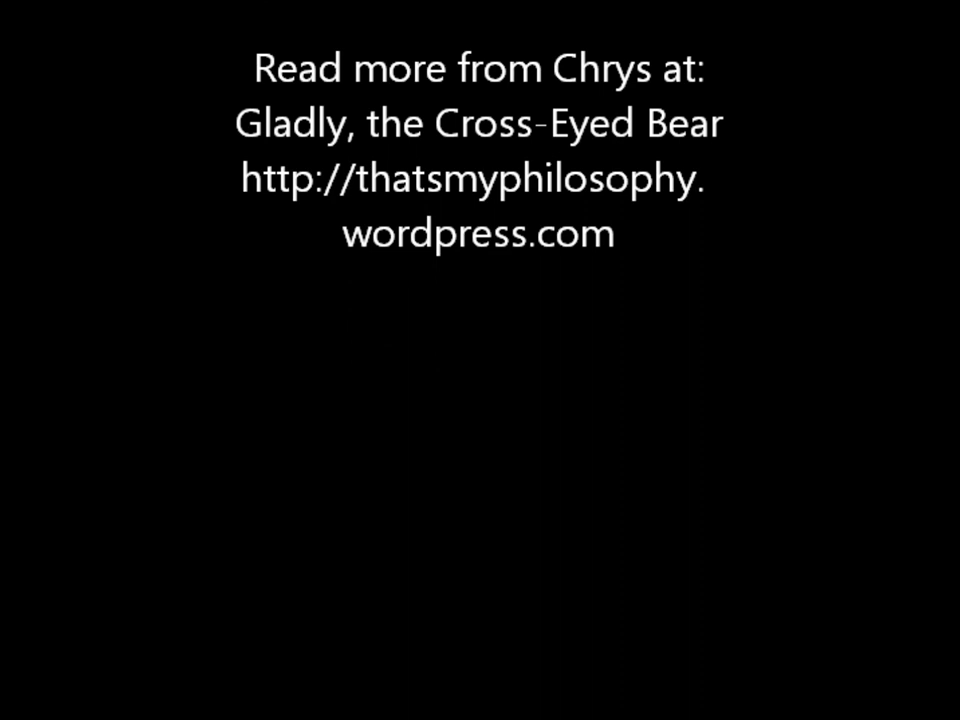 Read more from Chrys at:
Gladly, the Cross-Eyed Bear
http://thatsmyphilosophy.
wordpress.com